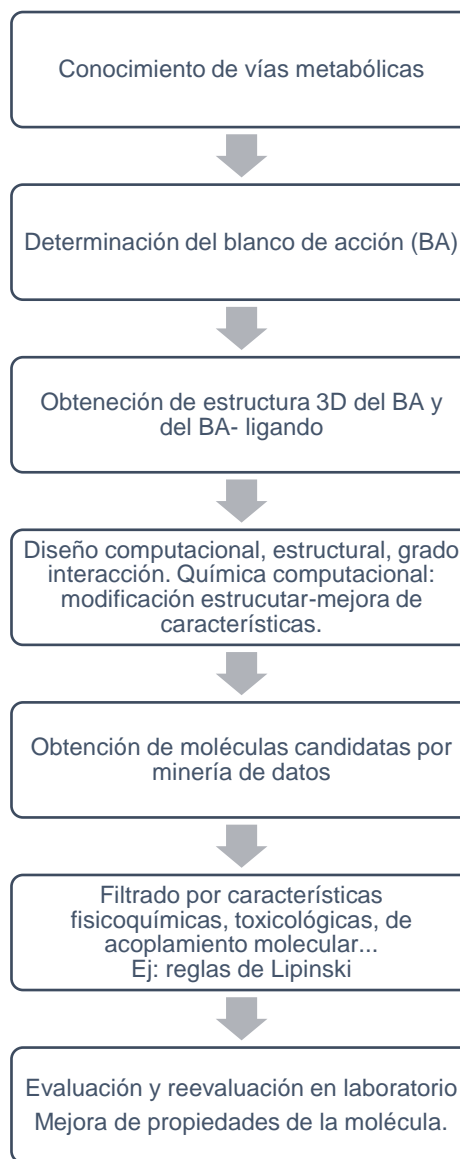 Conocimiento de vías metabólicas
Determinación del blanco de acción (BA)
Obteneción de estructura 3D del BA y
del BA- ligando
Diseño computacional, estructural, grado
interacción. Química computacional:
modificación estrucutar-mejora de
características.
Obtención de moléculas candidatas por
minería de datos
Filtrado por características
fisicoquímicas, toxicológicas, de
acoplamiento molecular...
Ej: reglas de Lipinski
Evaluación y reevaluación en laboratorio
Mejora de propiedades de la molécula.